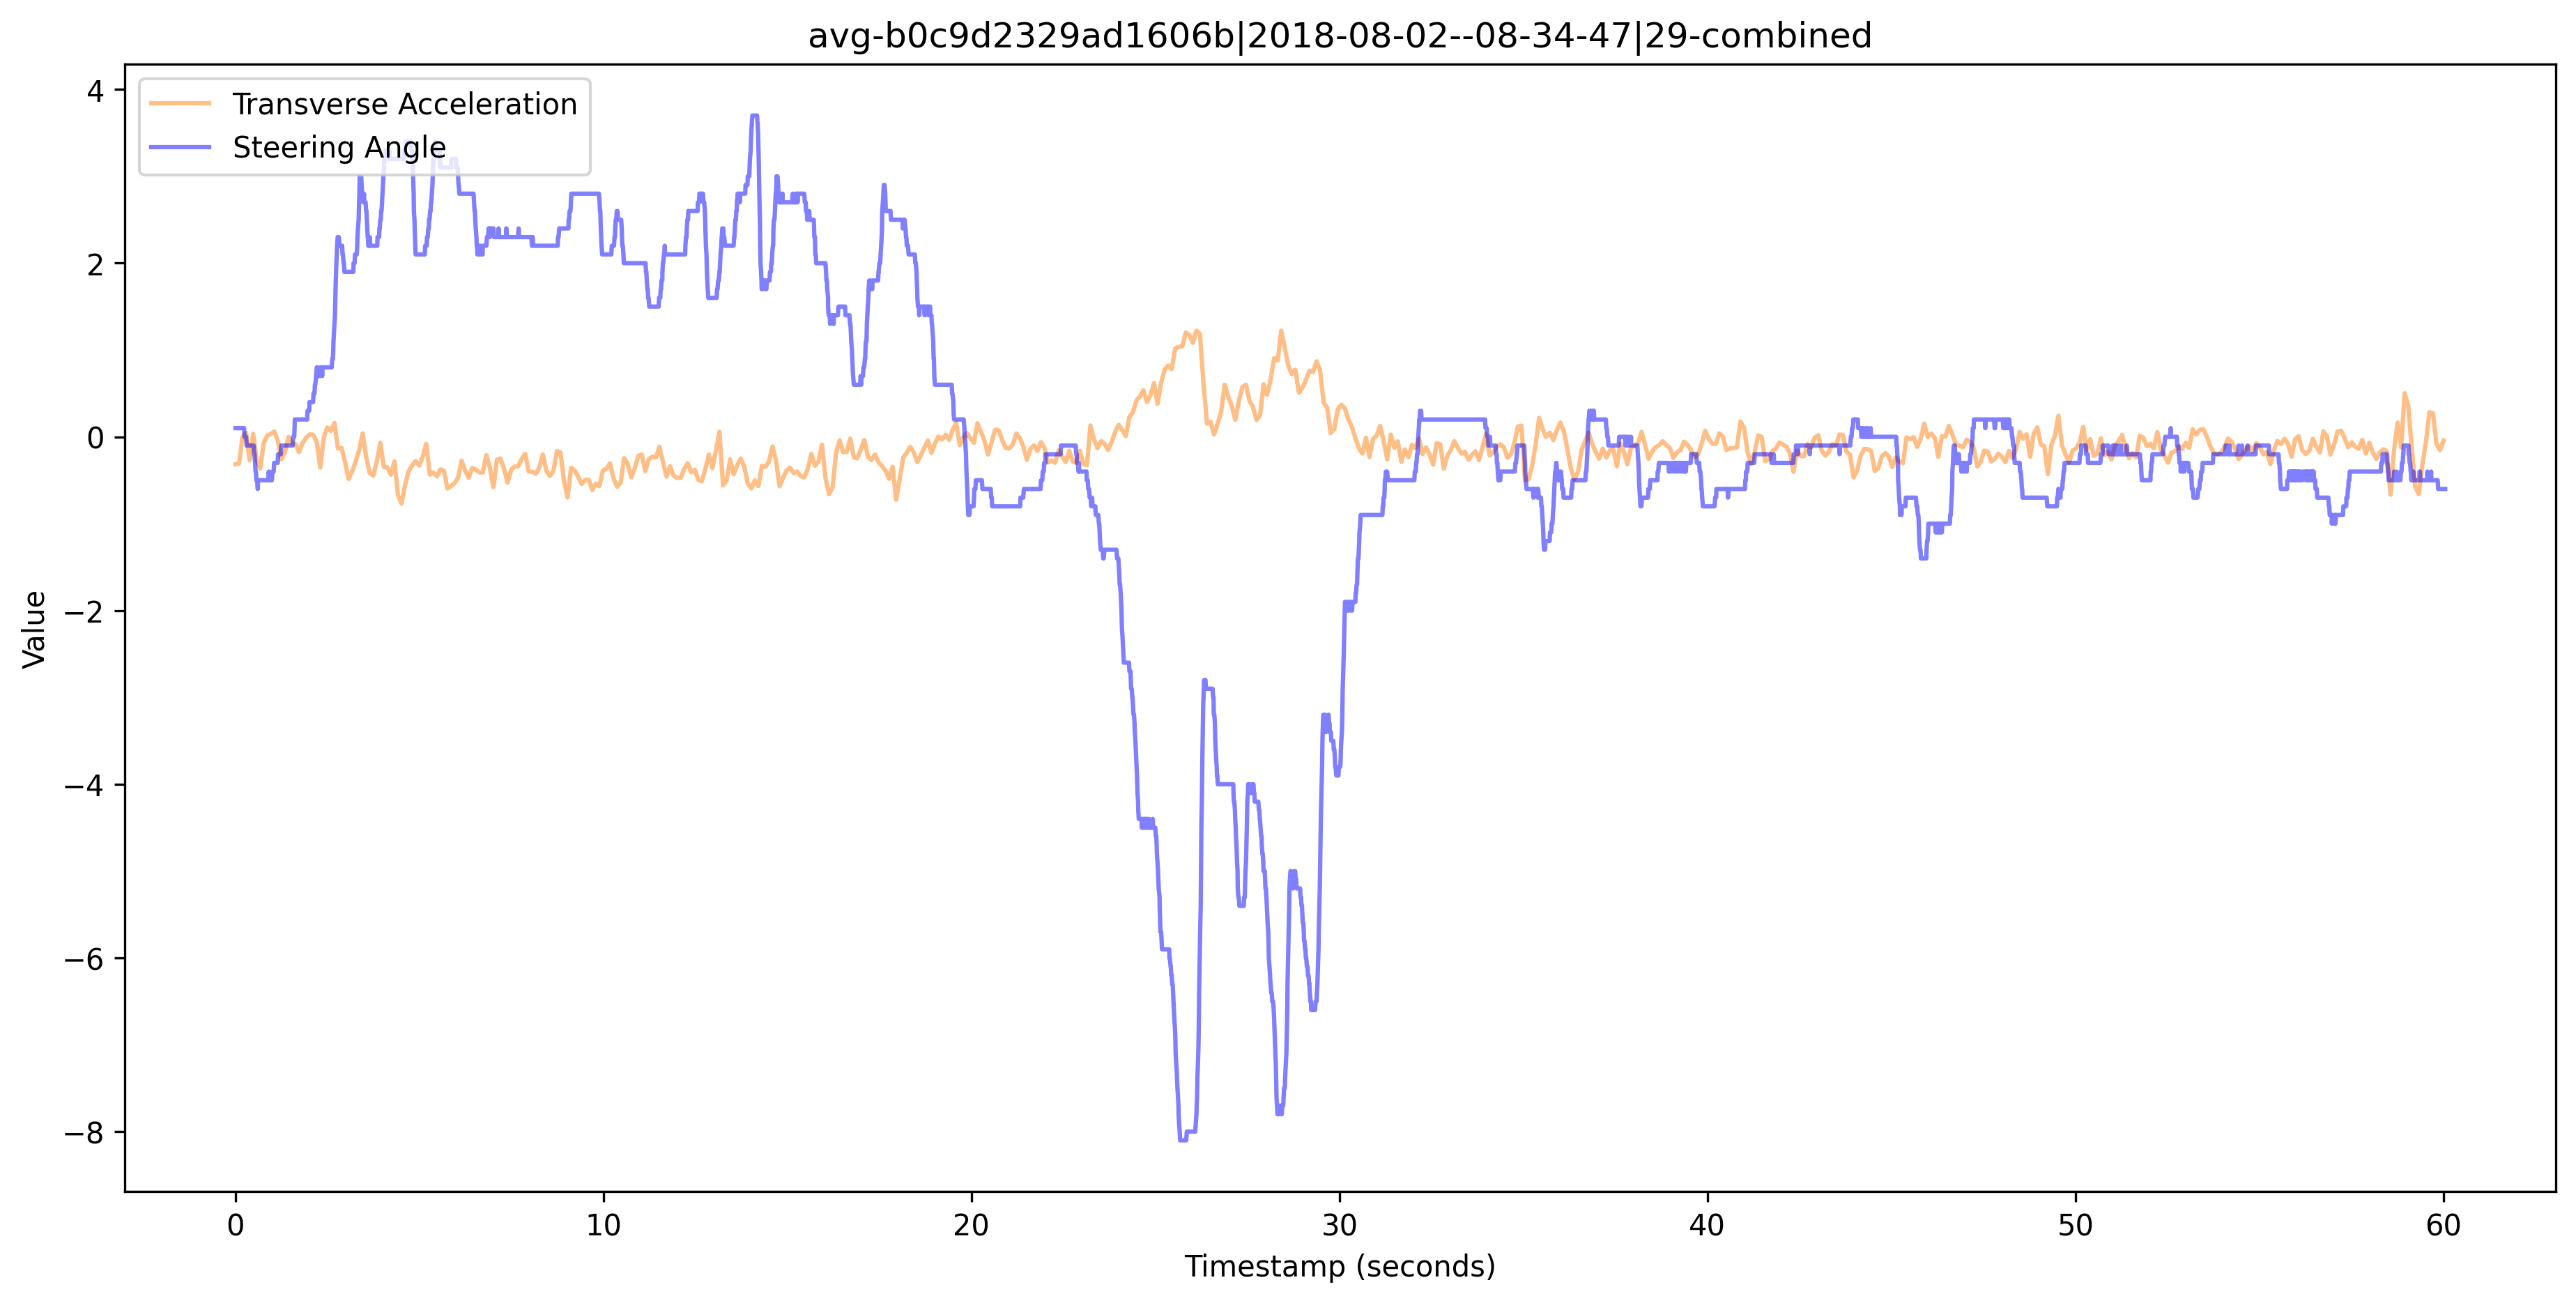 avg-b0c9d2329ad1606b|2018-08-02--08-34-47|29-combined
Transverse Acceleration
Steering Angle
Value
4
2
0
−2
−4
−6
−8
0 10 20 30 40 50 60
Timestamp (seconds)